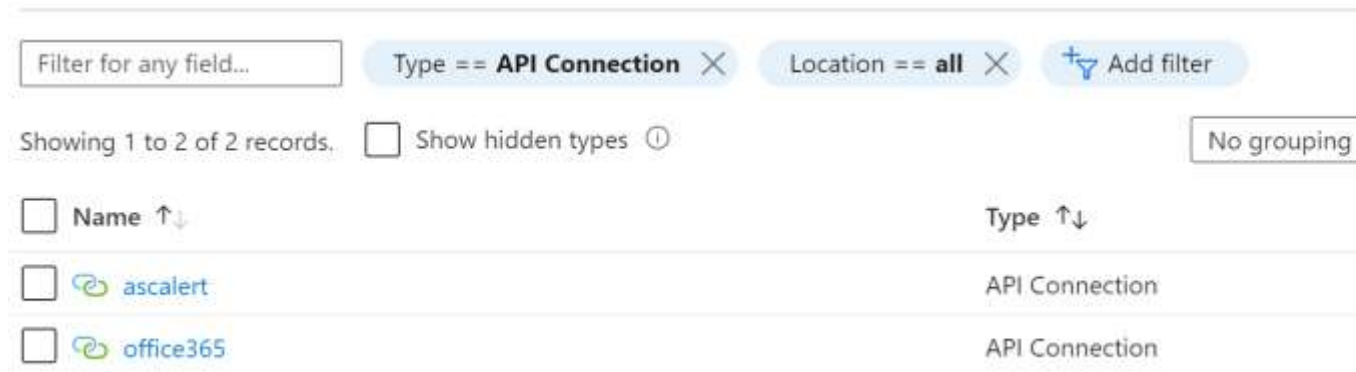 Filter for any field... Type == API Connection Location == all Add filter
Showing 1 to 2 of 2 records. Show hidden types No grouping
Name Type
ascalert API Connection
office365 API Connection